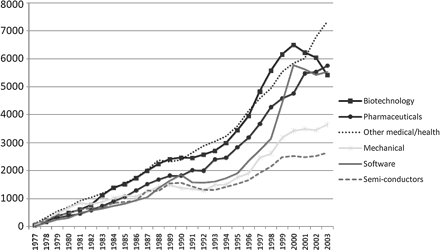 8000
7000
6000
5000
4000
3000
2000
1000
0
1977 1978 1979 1980 1981 1982 1983 1984 1985 1986 1987 1988 1989 1990 1991 1992 1993 1994 1995 1996 1997 1998 1999 2000 2001 2002 2003
Biotechnology
Pharmaceuticals
Other medical/health
Mechanical
Software
Semi-conductors